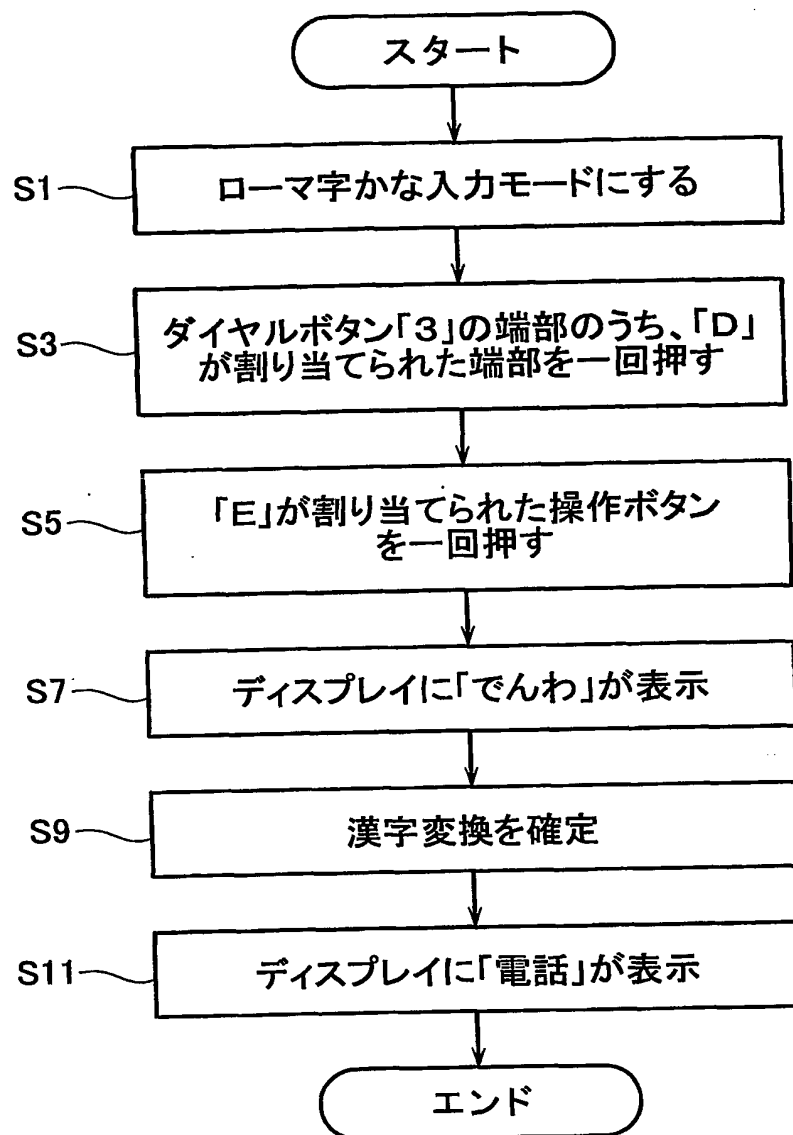 スタート
S1
ローマ字かな入力モードにする
S3
ダイヤルボタン「3」の端部のうち、「D」
が割り当てられた端部を一回押す
S5
「E」が割り当てられた操作ボタン
を一回押す
S7
ディスプレイに「でんわ」が表示
S9
漢字変換を確定
S11
ディスプレイに「電話」が表示
エンド